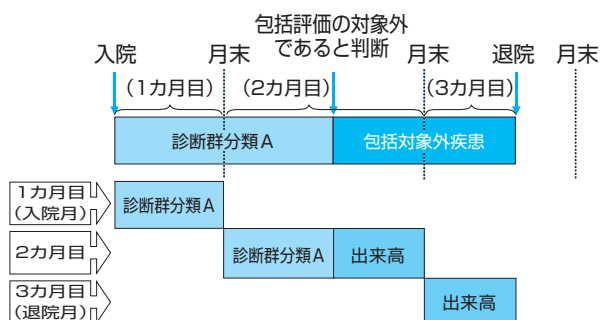 包括評価の対象外
であると判断
入院
月末
月末
退院
月末
(1カ月目)
(2カ月目)
(3カ月目)
診断群分類A
包括対象外疾患
1カ月目
(入院月)
診断群分類A
2カ月目
診断群分類A
出来高
3カ月目
(退院月)
出来高